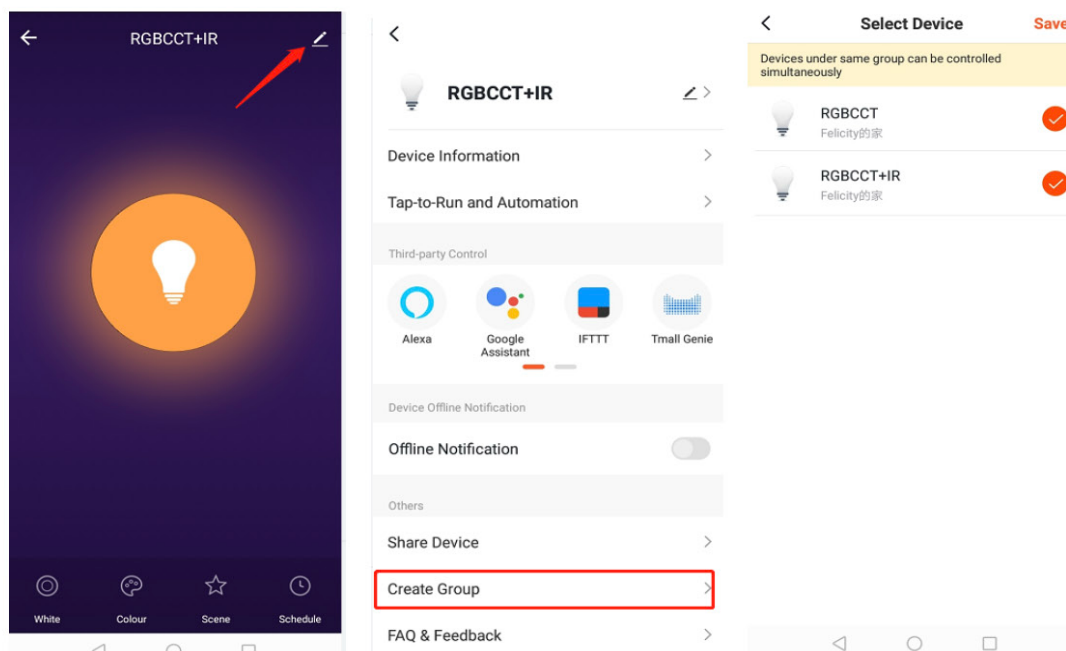 RGBCCT+IR
White
Colour
Scene
Schedule
RGBCCT+IR
Device Information
Tap-to-Run and Automation
Third-party Control
Alexa
Google
Assistant
IFTTT
Tmall Genie
Device Offline Notification
Offline Notification
Others
Share Device
Create Group
FAQ & Feedback
Select Device
Save
Devices under same group can be controlled
simultaneously
RGBCCT
Felicity的家
RGBCCT+IR
Felicity的家